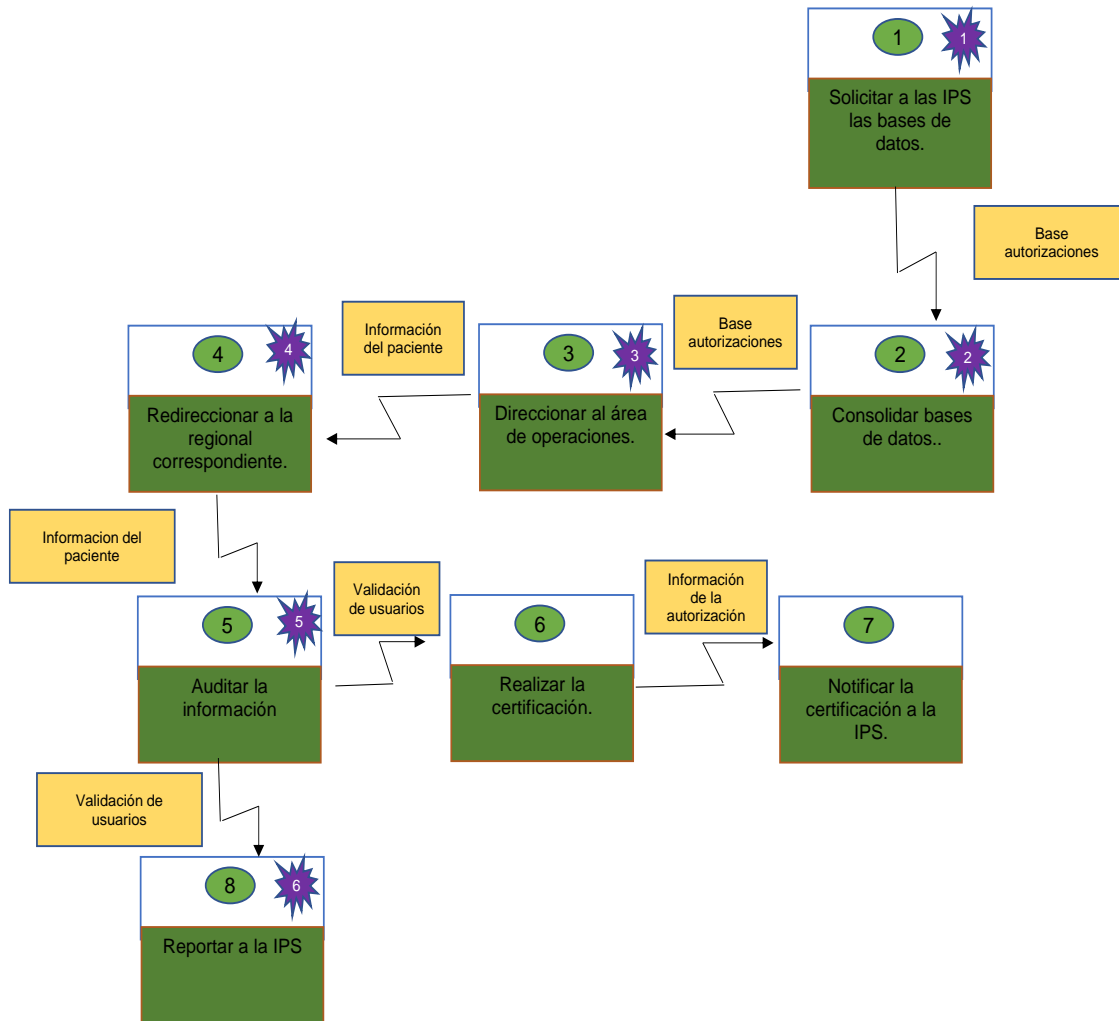 1
1
Solicitar a las IPS
las bases de
datos.
Base
autorizaciones
2
2
Consolidar bases
de datos..
Base
autorizaciones
3
3
Direccionar al área
de operaciones.
Información
del paciente
4
4
Redireccionar a la
regional
correspondiente.
Informacion del
paciente
5
5
Auditar la
información
Validación
de usuarios
6
Realizar la
certificación.
Información
de la
autorización
7
Notificar la
certificación a la
IPS.
Validación de
usuarios
8
6
Reportar a la IPS